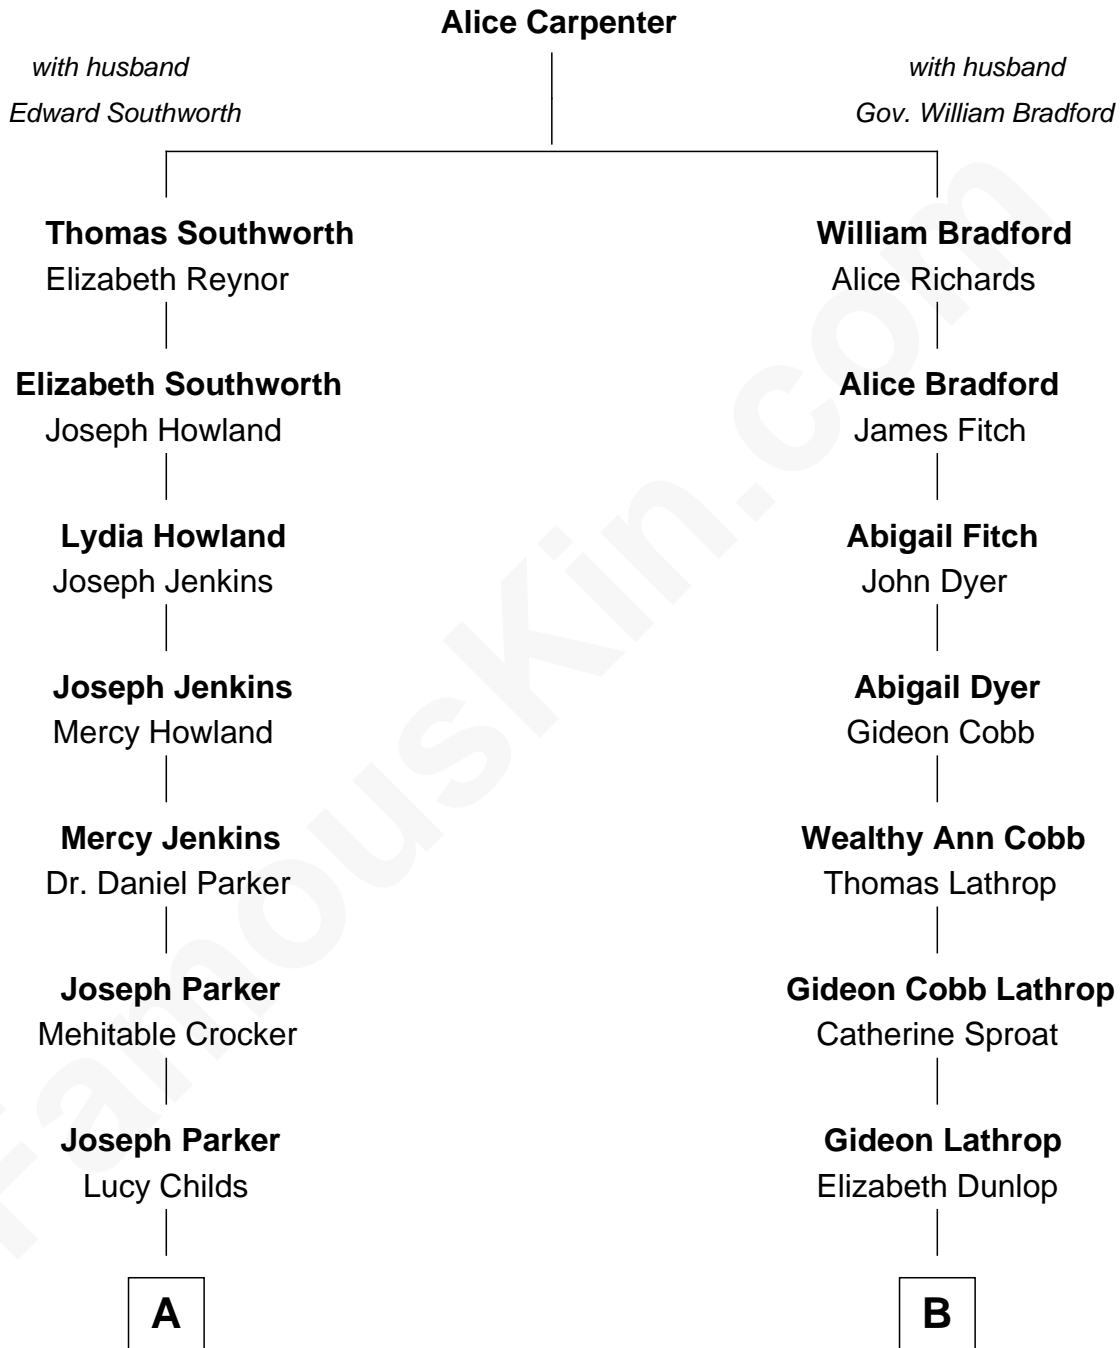 Alice Carpenter
with husband
Edward Southworth
with husband
Gov. William Bradford
Thomas Southworth
Elizabeth Reynor
William Bradford
Alice Richards
Elizabeth Southworth
Joseph Howland
Alice Bradford
James Fitch
Lydia Howland
Joseph Jenkins
Abigail Fitch
John Dyer
Joseph Jenkins
Mercy Howland
Abigail Dyer
Gideon Cobb
Mercy Jenkins
Dr. Daniel Parker
Wealthy Ann Cobb
Thomas Lathrop
Joseph Parker
Mehitable Crocker
Gideon Cobb Lathrop
Catherine Sproat
Joseph Parker
Lucy Childs
Gideon Lathrop
Elizabeth Dunlop
A
B
FamousKin.com